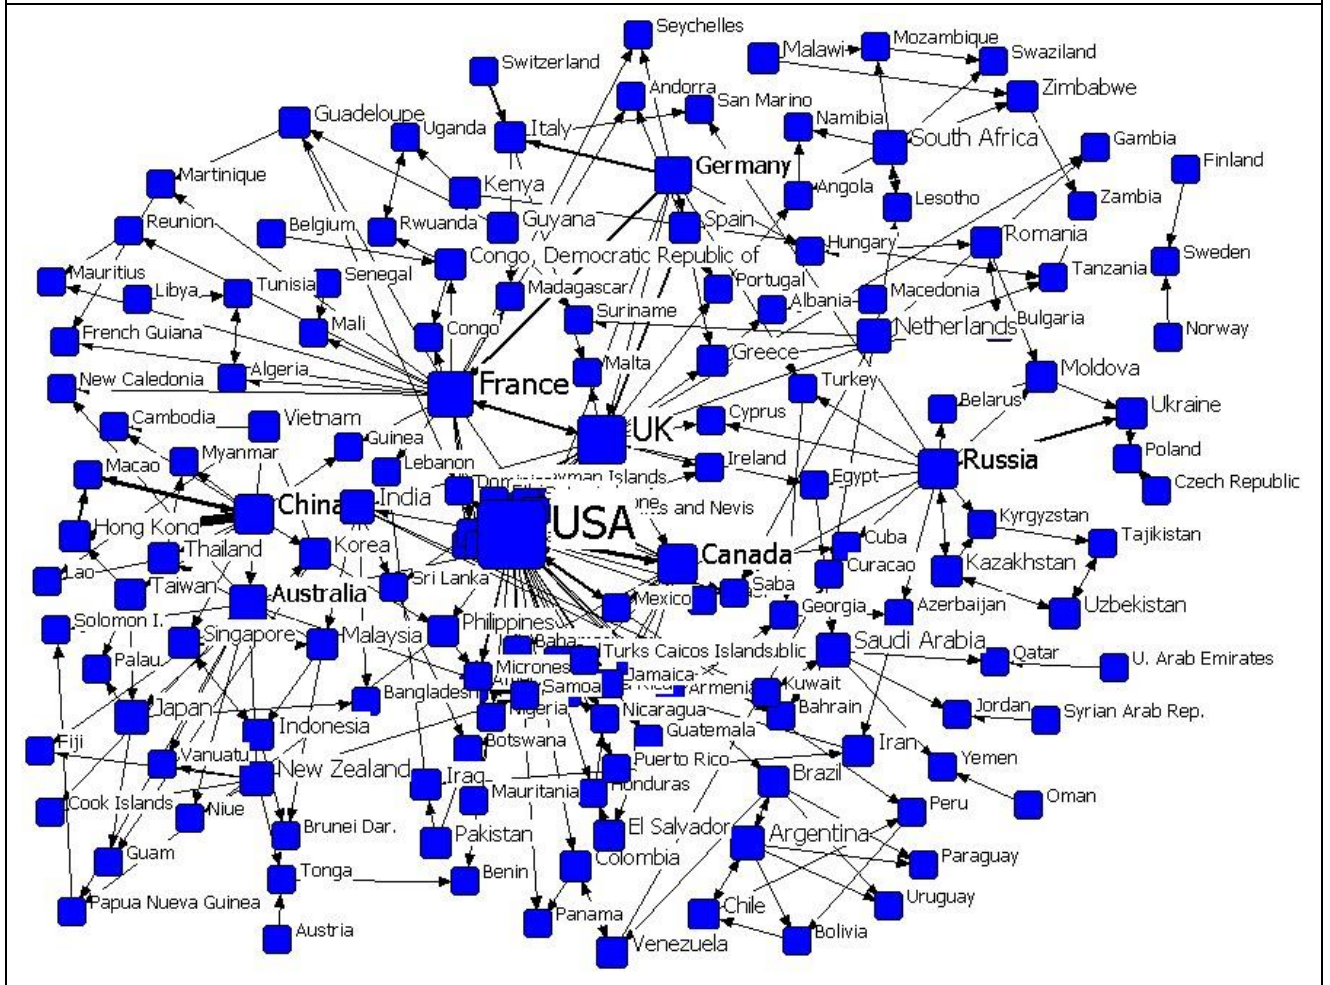 Seychelles
Switzerland
Malawi
Mozambique
Swaziland
Andorra
San Marino
Zimbabwe
Guadeloupe
Uganda
Italy
Namibia
South Africa
Gambia
Germany
Finland
Martinique
Kenya
Angola
Lesotho
Zambia
Reunion
Belgium
Rwuanda
Guyana
Spain
Hungary
Romania
Congo, Democratic Republic of
Sweden
Mauritius
Libya
Tunisia
Senegal
Madagascar
Portugal
Albania
Macedonia
Tanzania
French Guiana
Mali
Congo
Suriname
Netherlands
Bulgaria
Norway
New Caledonia
Algeria
France
Malta
Greece
Turkey
Moldova
Cambodia
Vietnam
Guinea
UK
Cyprus
Belarus
Ukraine
Macao
Myanmar
Lebanon
Ireland
Egypt
Russia
Poland
Czech Republic
yman Islands
China
India
es and Nevis
USA
Hong Kong
Thailand
Korea
Canada
Cuba
Kyrgyzstan
Tajikistan
Lao
Taiwan
Australia
Sri Lanka
Mexico
Saba
Curacao
Kazakhstan
Georgia
Azerbaijan
Uzbekistan
Solomon I.
Singapore
Malaysia
Philippines
Saudi Arabia
Palau
Turks Caicos Islands
Qatar
U. Arab Emirates
Bangladesh
Samoa
Jamaica
Armenia
Kuwait
Japan
Indonesia
Nigeria
Nicaragua
Bahrain
Jordan
Syrian Arab Rep.
Fiji
Vanuatu
Botswana
Guatemala
Iran
New Zealand
Iraq
Puerto Rico
Yemen
Cook Islands
Niue
Mauritania
Honduras
Brazil
Peru
Oman
Brunei Dar.
Pakistan
El Salvador
Argentina
Guam
Tonga
Benin
Colombia
Paraguay
Papua Nueva Guinea
Austria
Panama
Venezuela
Chile
Bolivia
Uruguay